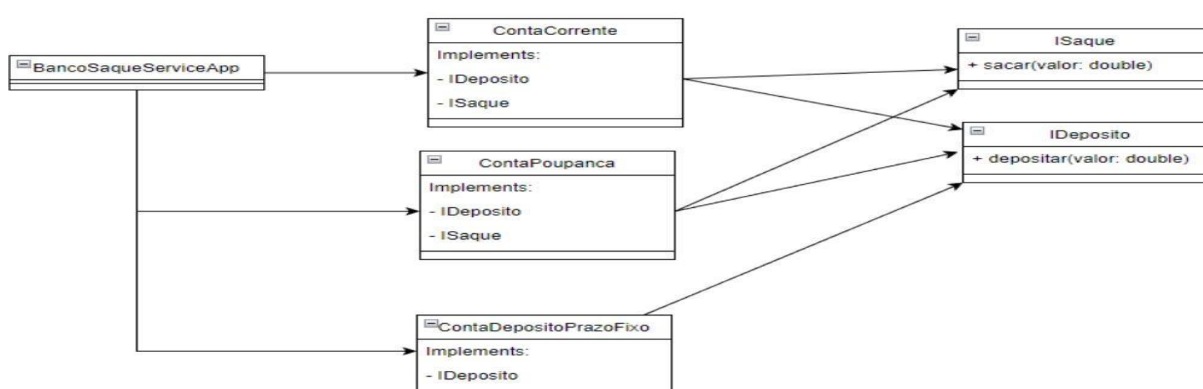 BancoSaqueServiceApp
ContaCorrente
Implements:
- IDeposito
- ISaque
ContaPoupanca
Implements:
- IDeposito
- ISaque
ContaDepositoPrazoFixo
Implements:
- IDeposito
ISaque
+ sacar(valor: double)
IDeposito
+ depositar(valor: double)